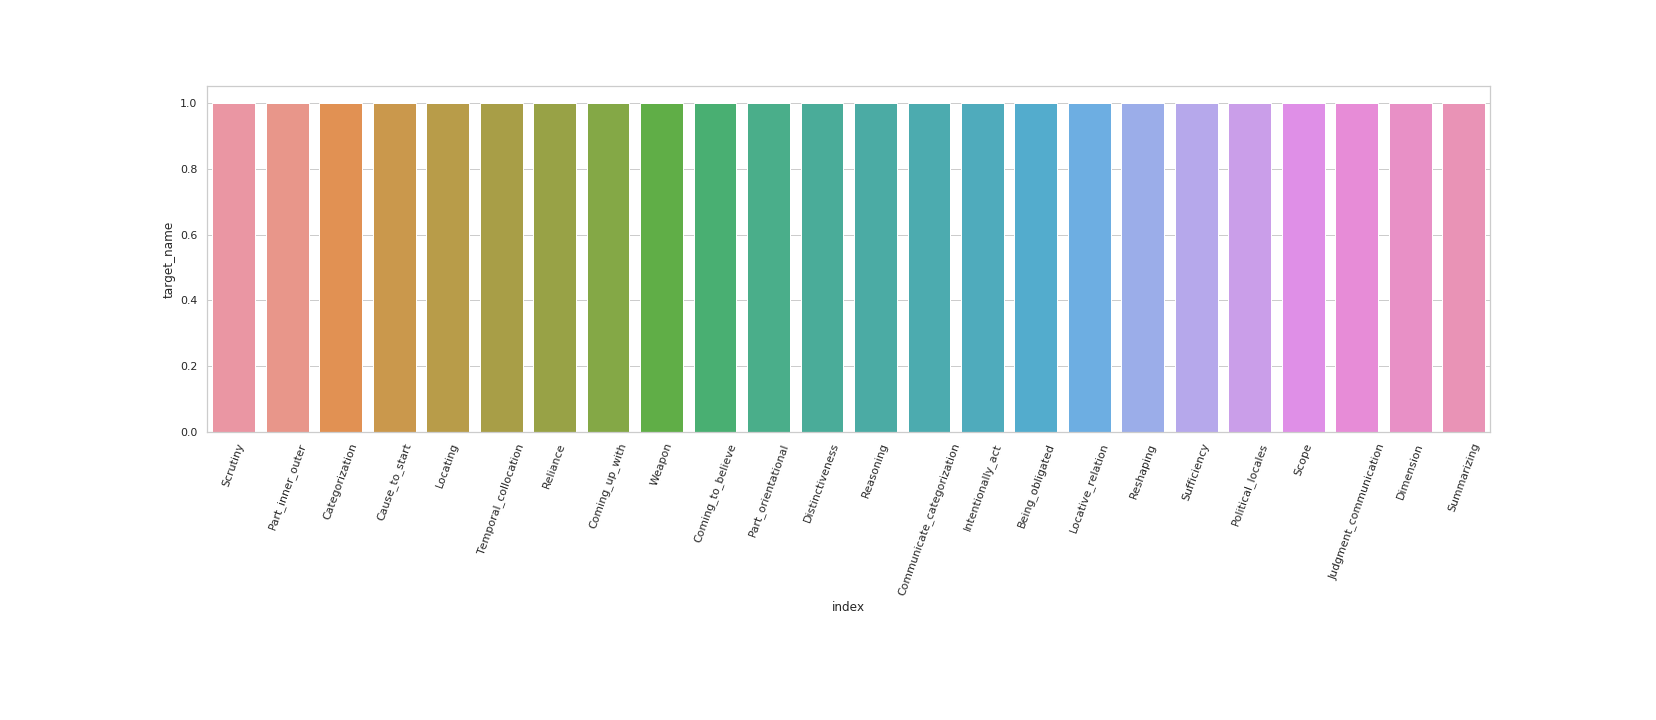 1.0
0.8
0.6
0.4
0.2
0.0
target_name
Scrutiny
Part_inner_outer
Categorization
Cause_to_start
Locating
Temporal_collocation
Reliance
Coming_up_with
Weapon
Coming_to_believe
Part_orientational
Distinctiveness
Reasoning
Communicate_categorization
Intentionally_act
Being_obligated
Locative_relation
Reshaping
Sufficiency
Political_locales
Scope
Judgment_communication
Dimension
Summarizing
index